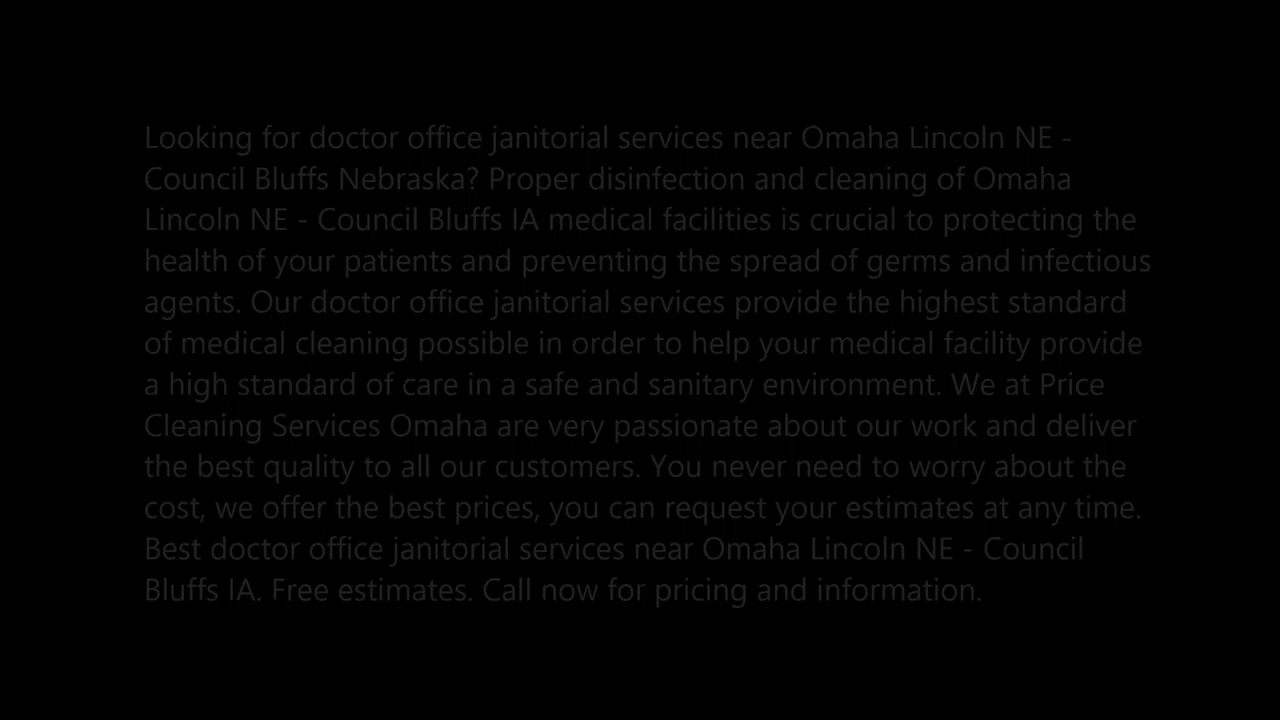 Looking for doctor office janitorial services near Omaha Lincoln NE -
Council Bluffs Nebraska? Proper disinfection and cleaning of Omaha
Lincoln NE - Council Bluffs IA medical facilities is crucial to protecting the
health of your patients and preventing the spread of germs and infectious
agents. Our doctor office janitorial services provide the highest standard
of medical cleaning possible in order to help your medical facility provide
a high standard of care in a safe and sanitary environment. We at Price
Cleaning Services Omaha are very passionate about our work and deliver
the best quality to all our customers. You never need to worry about the
cost, we offer the best prices, you can request your estimates at any time.
Best doctor office janitorial services near Omaha Lincoln NE - Council
Bluffs IA. Free estimates. Call now for pricing and information.